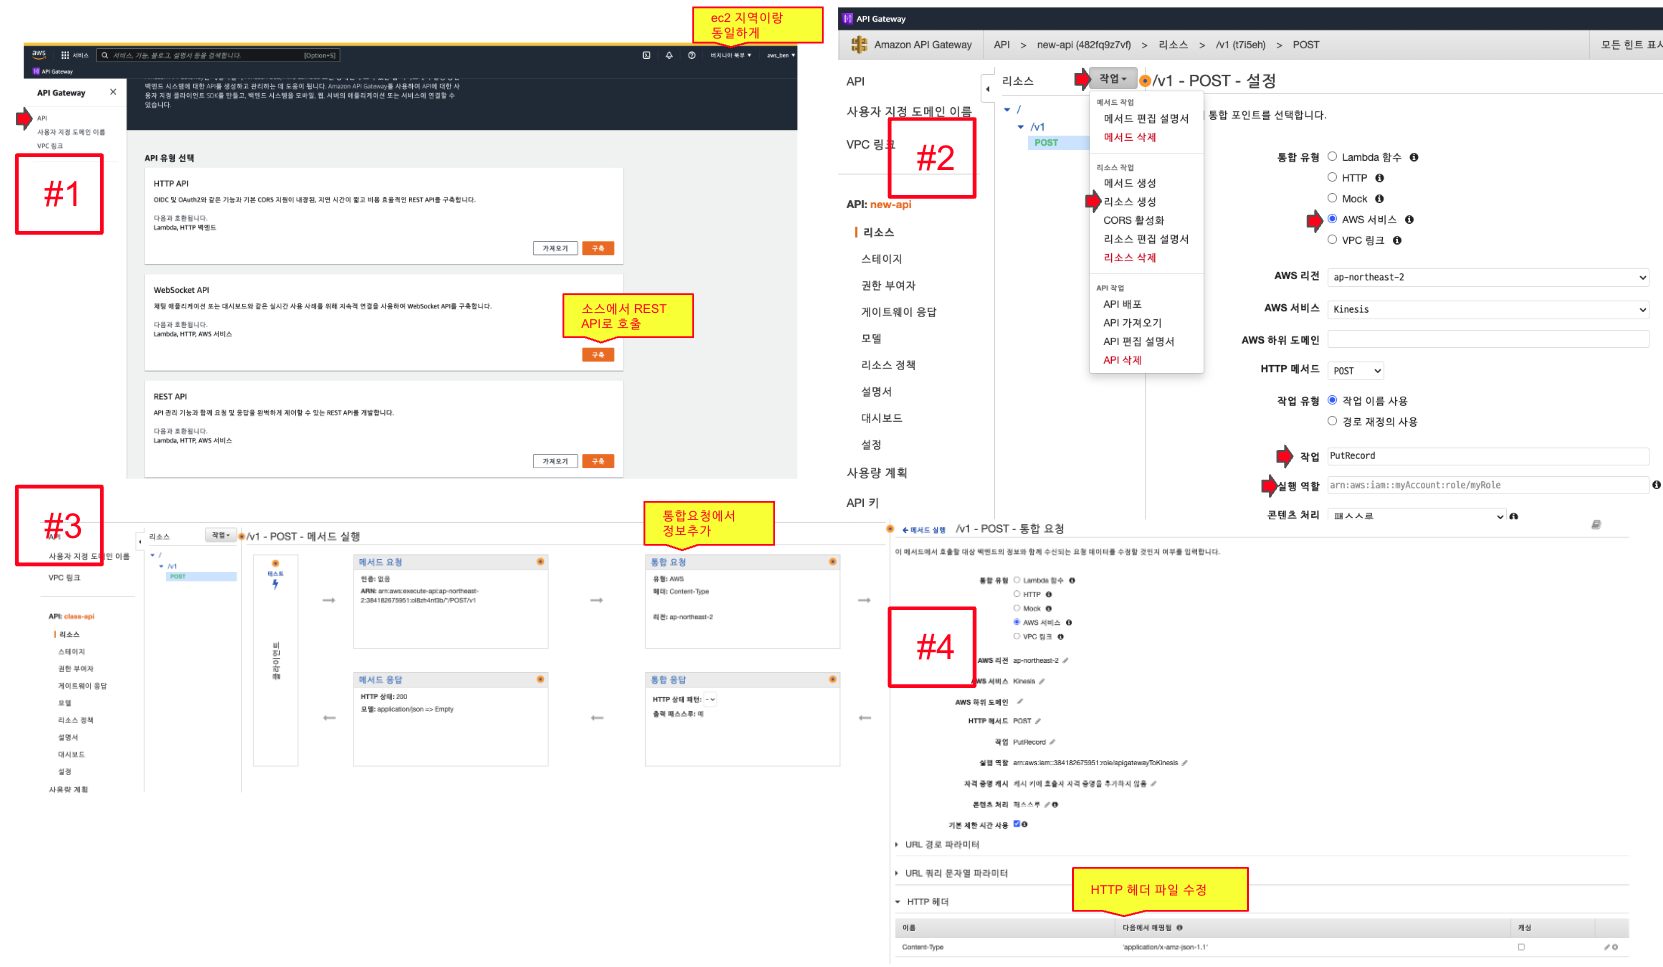 ec2 지역이랑
동일하게
aws
서비스
서비스, 기능, 블로그, 설명서 등을 검색합니다.
[Option+S]
버지니아 북부 ▼
aws_ben ▼
API Gateway
API Gateway ×
API
사용자 지정 도메인 이름
VPC 링크
#1
백엔드 시스템에 대한 API를 생성하고 관리하는 데 도움이 됩니다. Amazon API Gateway를 사용하여 API에 대한 사
용자 지정 클라이언트 SDK를 만들고, 백엔드 시스템을 모바일, 웹, 서버의 애플리케이션 또는 서비스에 연결할 수
있습니다.
API 유형 선택
HTTP API
OIDC 및 OAuth2와 같은 기능과 기본 CORS 지원이 내장된, 지연 시간이 짧고 비용 효율적인 REST API를 구축합니다.
다음과 호환됩니다.
Lambda, HTTP 백엔드
가져오기
구축
WebSocket API
채팅 애플리케이션 또는 대시보드와 같은 실시간 사용 사례를 위해 지속적 연결을 사용하여 WebSocket API를 구축합니다.
다음과 호환됩니다.
Lambda, HTTP, AWS 서비스
소스에서 REST
API로 호출
구축
REST API
API 관리 기능과 함께 요청 및 응답을 완벽하게 제어할 수 있는 REST API를 개발합니다.
다음과 호환됩니다.
Lambda, HTTP, AWS 서비스
가져오기
구축
API Gateway
Amazon API Gateway
API > new-api (482fq9z7vf) > 리소스 > /v1 (t7i5eh) > POST
모든 힌트 표시
API
사용자 지정 도메인 이름
VPC 링크
#2
API: new-api
리소스
스테이지
권한 부여자
게이트웨이 응답
모델
리소스 정책
설명서
대시보드
설정
사용량 계획
API 키
리소스
작업
/
/v1
POST
메서드 작업
메서드 편집 설명서
메서드 삭제
리소스 작업
메서드 생성
리소스 생성
CORS 활성화
리소스 편집 설명서
리소스 삭제
API 작업
API 배포
API 가져오기
API 편집 설명서
API 삭제
/v1 - POST - 설정
통합 포인트를 선택합니다.
통합 유형
Lambda 함수
HTTP
Mock
AWS 서비스
VPC 링크
AWS 리전 ap-northeast-2
AWS 서비스 Kinesis
AWS 하위 도메인
HTTP 메서드 POST
작업 유형 작업 이름 사용
경로 재정의 사용
작업 PutRecord
실행 역할 arn:aws:iam::myAccount:role/myRole
콘텐츠 처리 패스스루
#3
API
사용자 지정 도메인 이름
VPC 링크
API: class-api
리소스
스테이지
권한 부여자
게이트웨이 응답
모델
리소스 정책
설명서
대시보드
설정
사용량 계획
리소스
작업
/
/v1
POST
/v1 - POST - 메서드 실행
통합요청에서
정보추가
테스트
클라이언트
메서드 요청
인증: 없음
ARN: arn:aws:execute-api:ap-northeast-
2:384182675951:oi8zh4nf3b/*/POST/v1
통합 요청
유형: AWS
헤더: Content-Type
리전: ap-northeast-2
메서드 응답
HTTP 상태: 200
모델: application/json => Empty
통합 응답
HTTP 상태 패턴: -
출력 패스스루: 예
메서드 실행
/v1 - POST - 통합 요청
이 메서드에서 호출할 대상 백엔드의 정보와 함께 수신되는 요청 데이터를 수정할 것인지 여부를 입력합니다.
통합 유형
Lambda 함수
HTTP
Mock
AWS 서비스
VPC 링크
#4
AWS 리전 ap-northeast-2
AWS 서비스 Kinesis
AWS 하위 도메인
HTTP 메서드 POST
작업 PutRecord
실행 역할 arn:aws:iam::384182675951:role/apigatewayToKinesis
자격 증명 캐시 캐시 키에 호출자 자격 증명을 추가하지 않음
콘텐츠 처리 패스스루
기본 제한 시간 사용
URL 경로 파라미터
URL 쿼리 문자열 파라미터
HTTP 헤더 파일 수정
HTTP 헤더
이름
다음에서 매핑됨
캐싱
Content-Type
'application/x-amz-json-1.1'